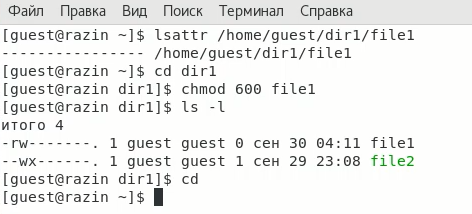 Файл Правка Вид Поиск Терминал Справка
[guest@razin ~]$ lsattr /home/guest/dir1/file1
---------------- /home/guest/dir1/file1
[guest@razin ~]$ cd dir1
[guest@razin dir1]$ chmod 600 file1
[guest@razin dir1]$ ls -l
итого 4
-rw-------. 1 guest guest 0 сен 30 04:11 file1
--wx------. 1 guest guest 1 сен 29 23:08 file2
[guest@razin dir1]$ cd
[guest@razin ~]$